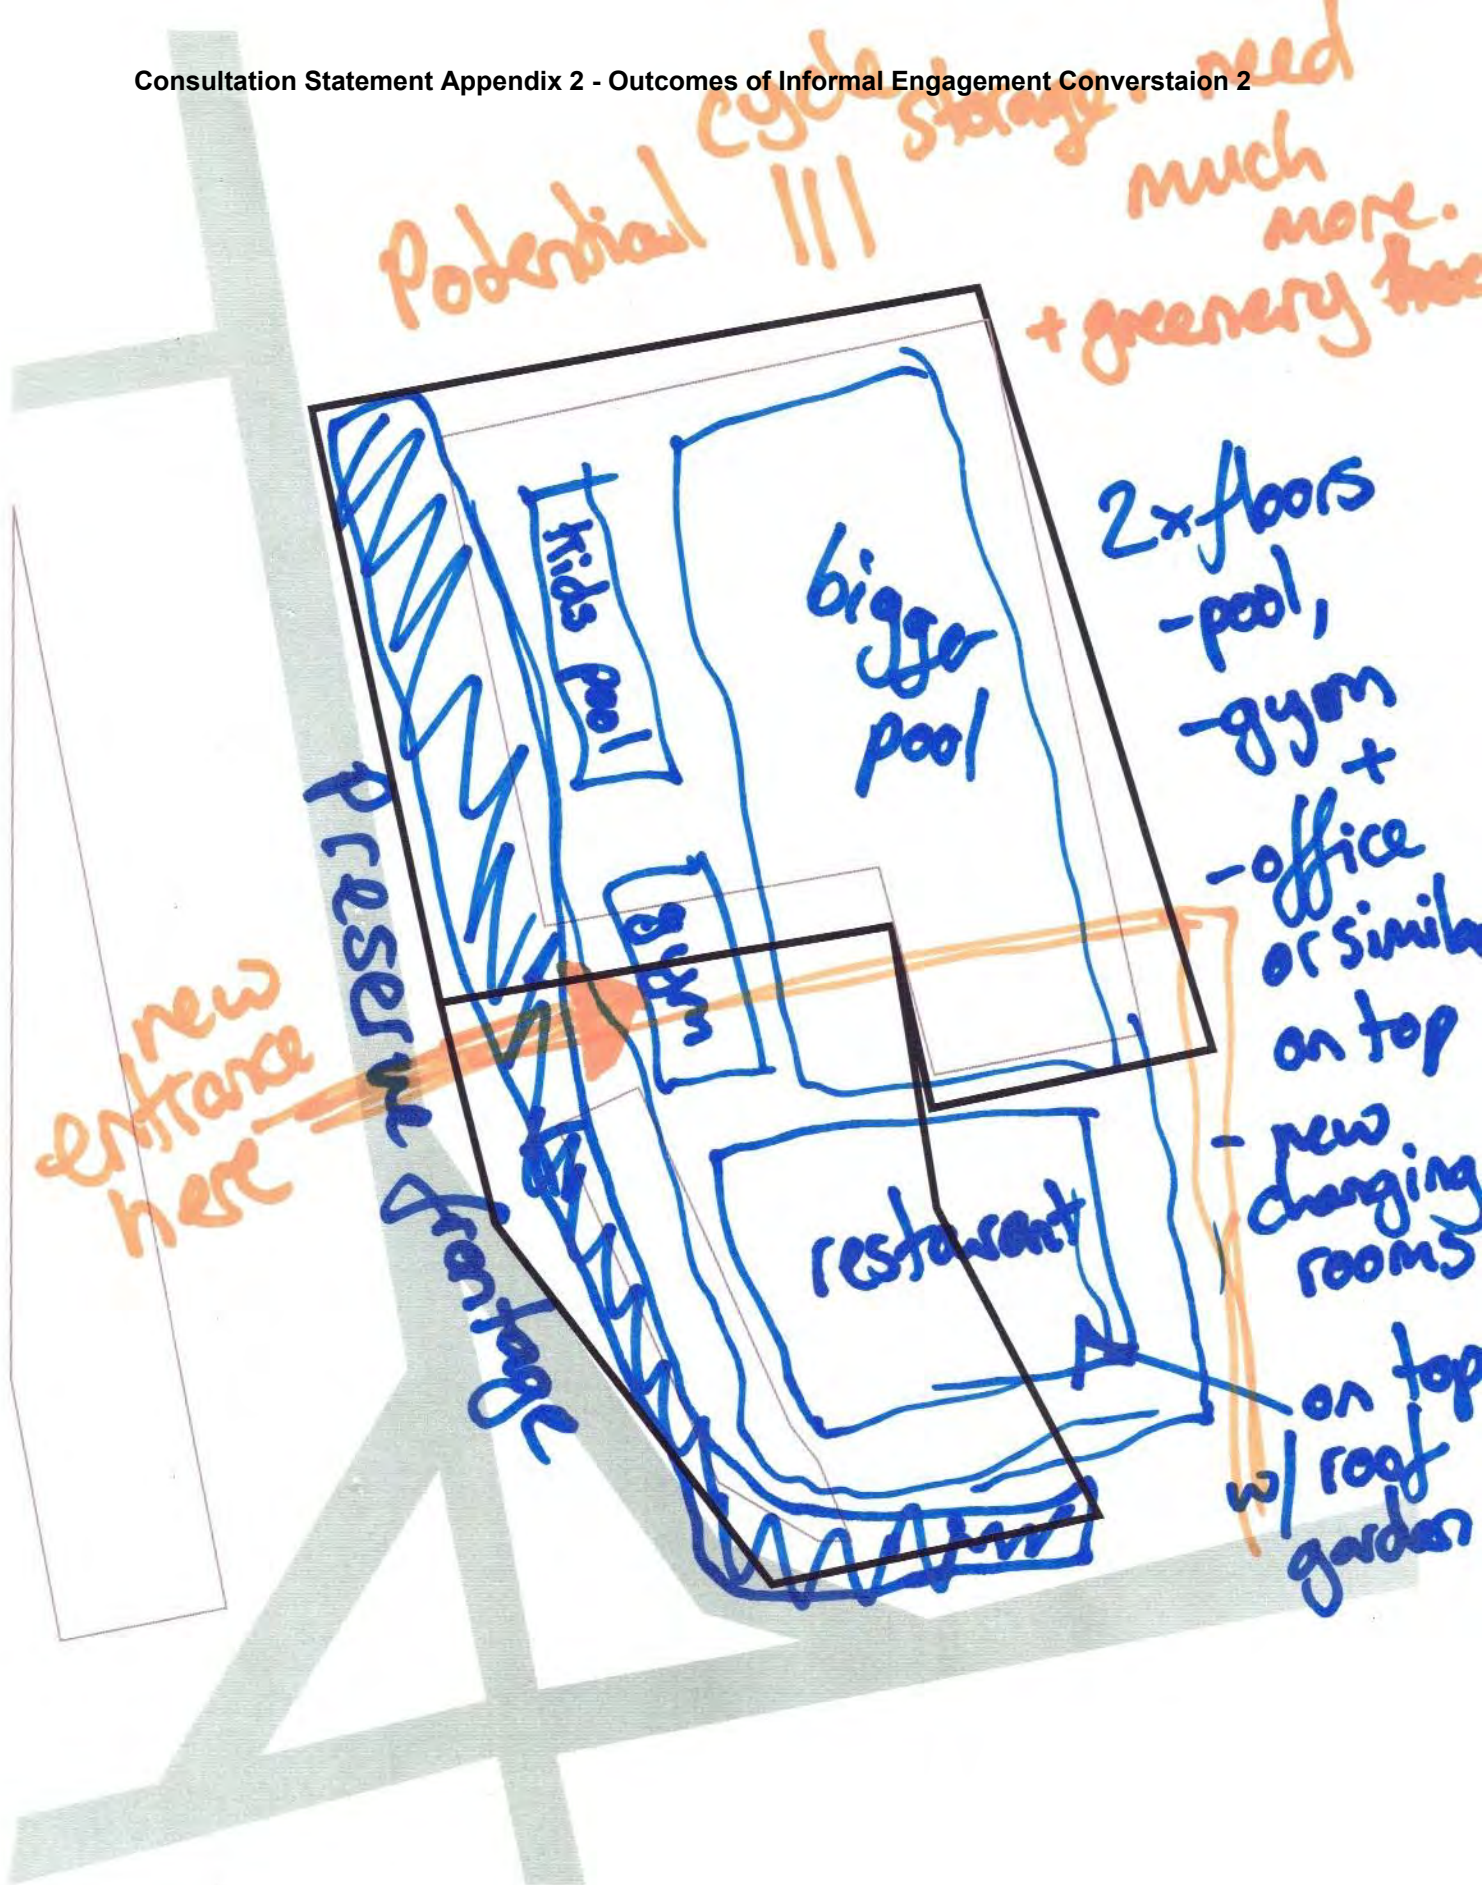 Consultation Statement Appendix 2 - Outcomes of Informal Engagement Converstaion 2
Potential cycle storage. need
much
more.
+ greenery
kids pool
bigger
pool
gym
restaurant
preserve frontage
new
entrance
here
2x floors
- pool,
- gym
+
- office
or simila
on top
- new
changing
rooms
on top
w/ roof
garden